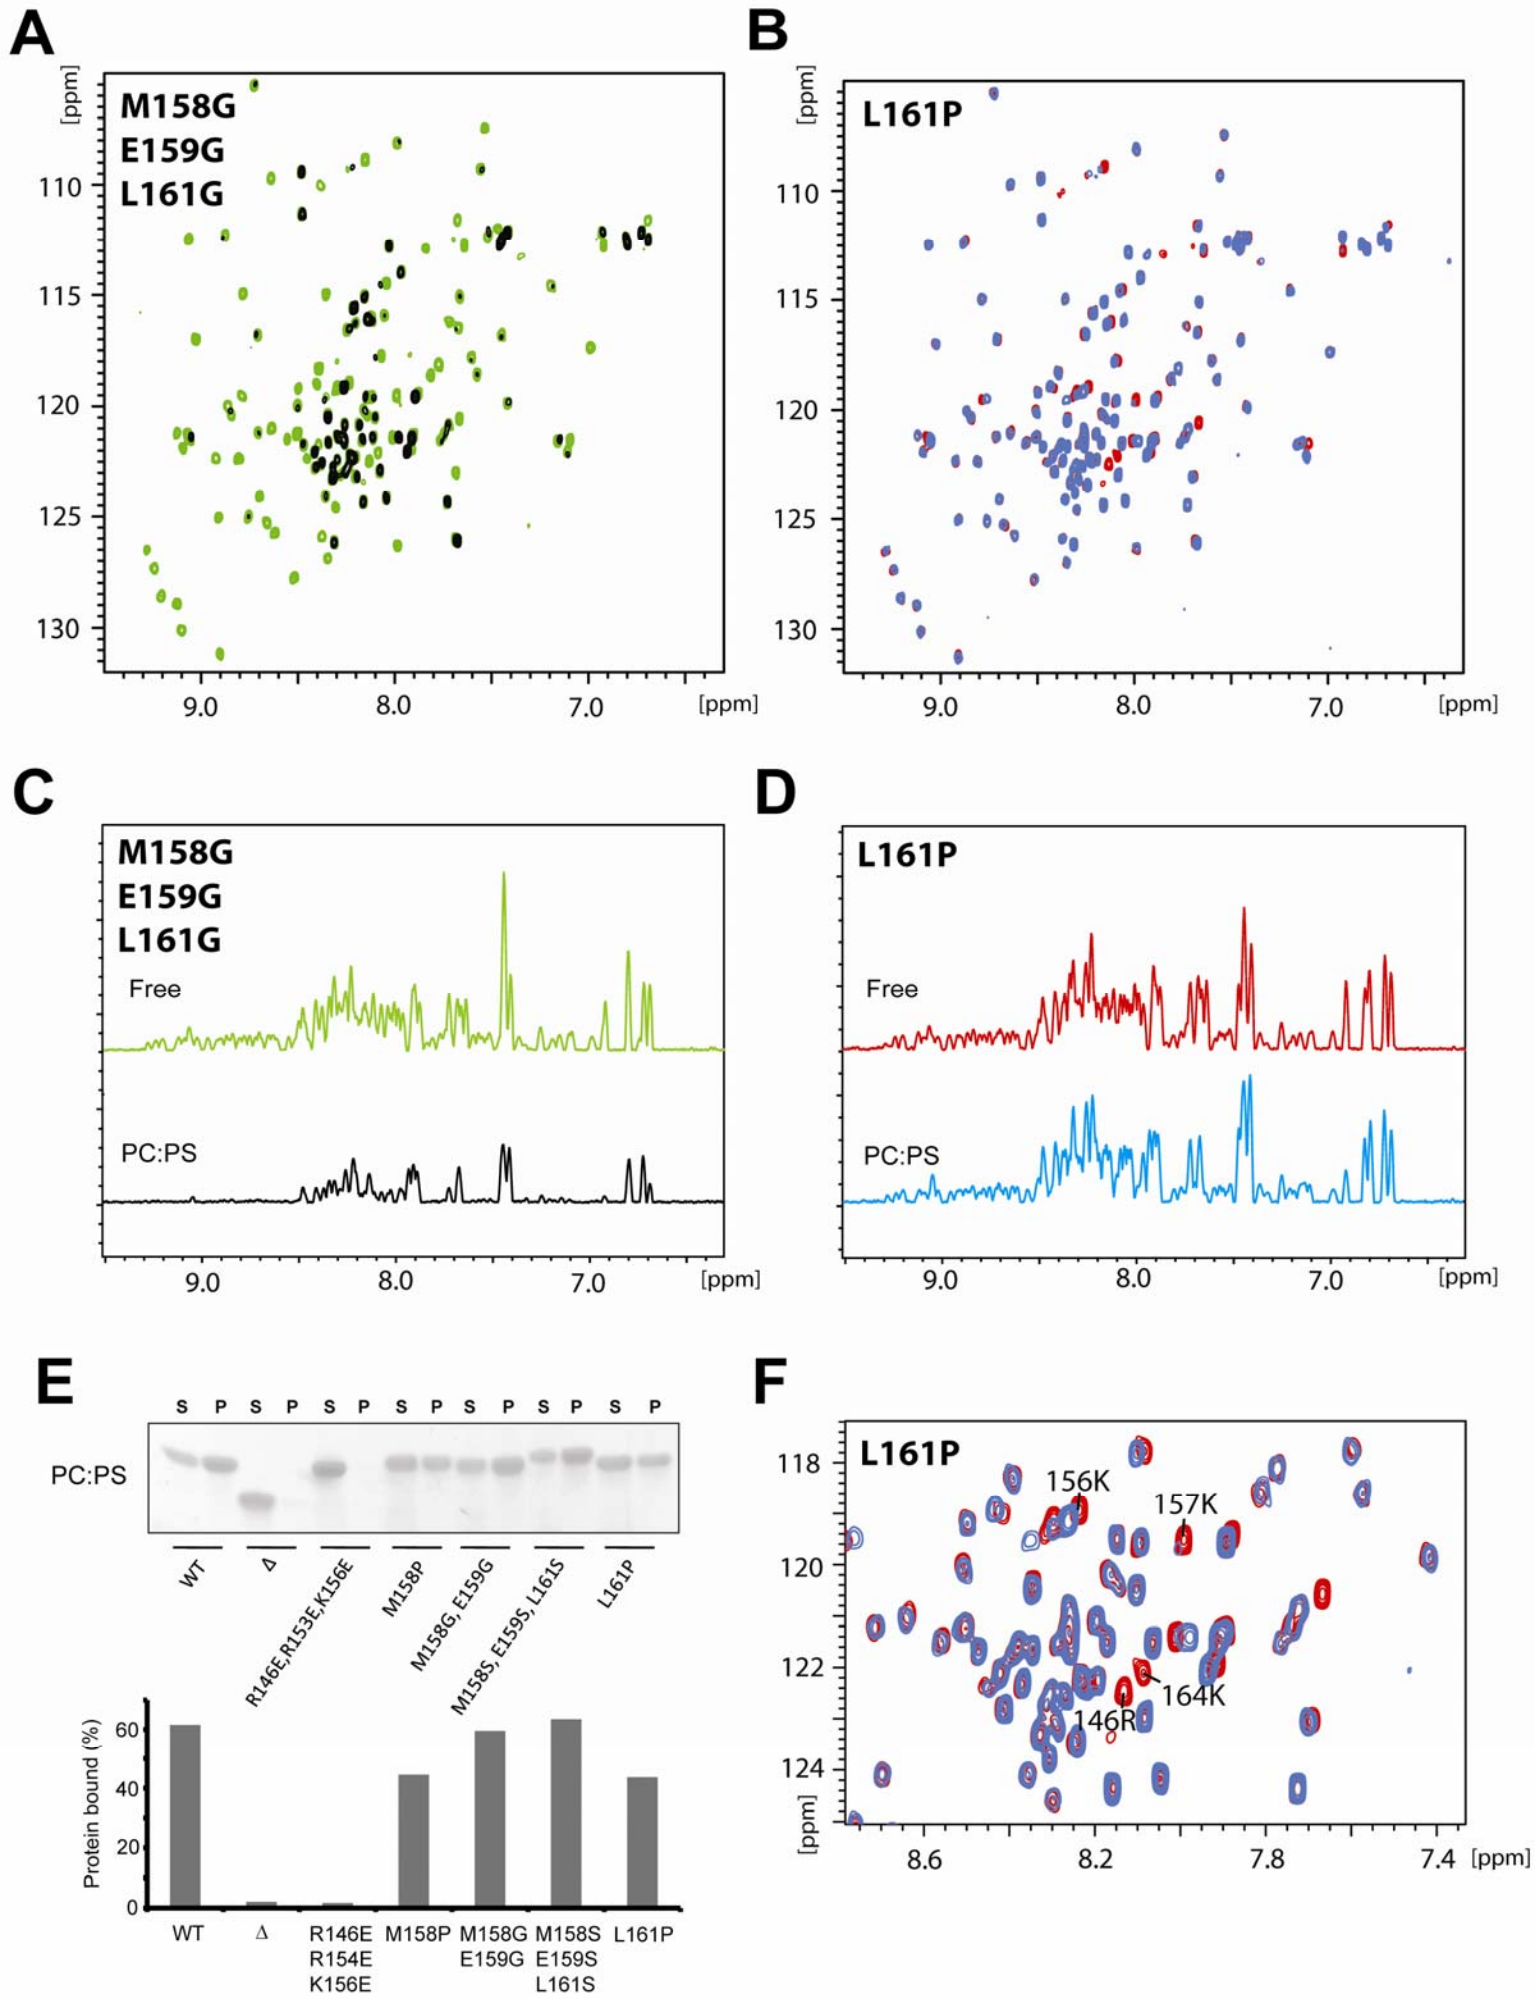 A
[ppm]
M158G
E159G
L161G
110
115
120
125
130
9.0
8.0
7.0
[ppm]
B
[ppm]
L161P
110
115
120
125
130
9.0
8.0
7.0
[ppm]
C
M158G
E159G
L161G
Free
PC:PS
9.0
8.0
7.0
[ppm]
D
L161P
Free
PC:PS
9.0
8.0
7.0
[ppm]
E
S P S P S P S P S P S P S P
PC:PS
WT
Δ
R146E,R153E,K156E
M158P
M158G, E159G
M158S, E159S, L161S
L161P
Protein bound (%)
60
40
20
0
WT
Δ
R146E
R154E
K156E
M158P
M158G
E159G
M158S
E159S
L161S
L161P
F
L161P
118
120
122
124
[ppm]
156K
157K
164K
146R
8.6
8.2
7.8
7.4
[ppm]